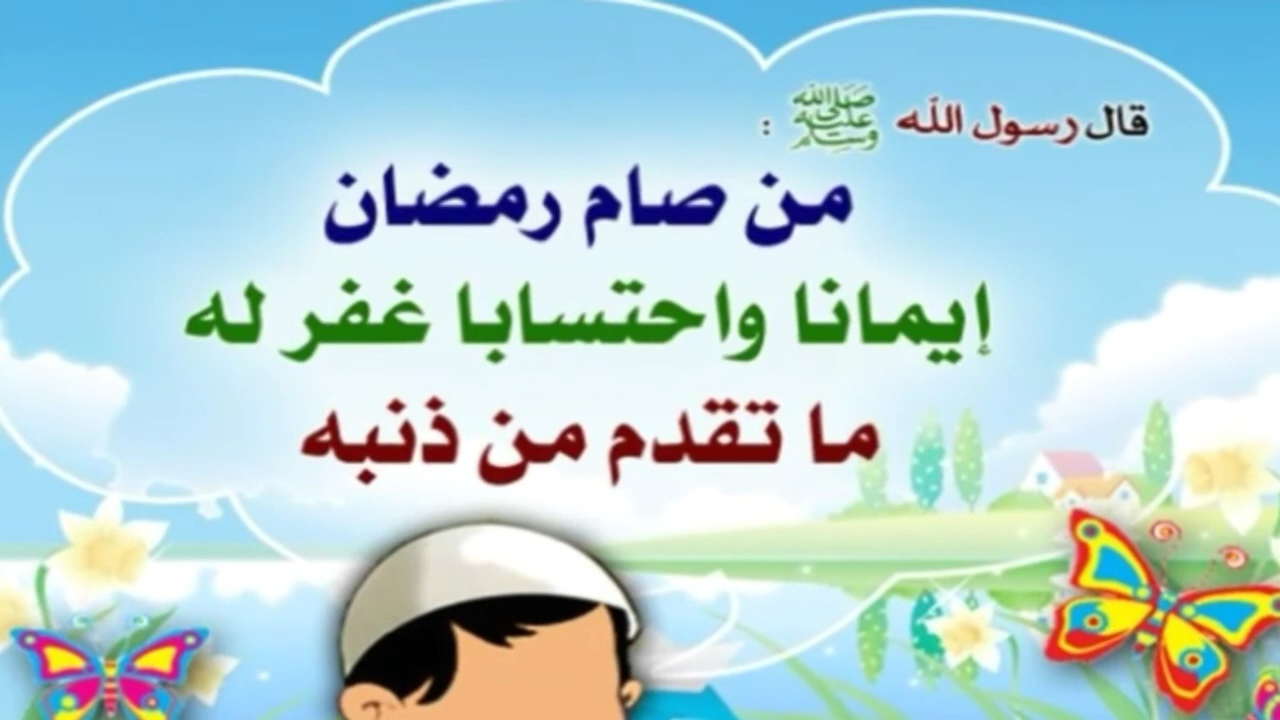 قال رسول الله صلى الله عليه وسلم :
من صام رمضان
إيمانا واحتسابا غفر له
ما تقدم من ذنبه